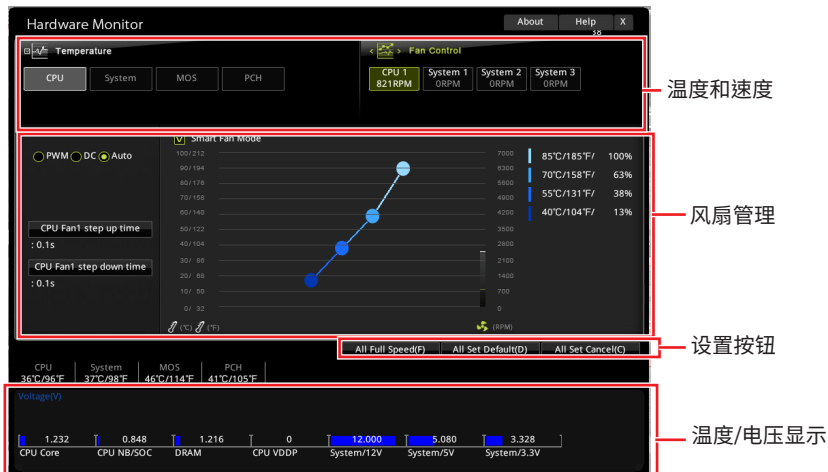 Hardware Monitor
About Help X
Temperature
Fan Control
CPU System MOS PCH
CPU 1 System 1 System 2 System 3
821RPM 0RPM 0RPM 0RPM
温度和速度
Smart Fan Mode
PWM DC Auto
100/212 7000 85℃/185℉/ 100%
90/194 6300
80/176 5600 70℃/158℉/ 63%
70/158 4900 55℃/131℉/ 38%
60/140 4200 40℃/104℉/ 13%
风扇管理
CPU Fan1 step up time
50/122 3500
: 0.1s
40/104 2800
CPU Fan1 step down time
30/ 86 2100
20/ 68 1400
: 0.1s
10/ 50 700
0/ 32 0
(℃) (℉) (RPM)
All Full Speed(F) All Set Default(D) All Set Cancel(C)
设置按钮
CPU System MOS PCH
36℃/96℉ 37℃/98℉ 46℃/114℉ 41℃/105℉
Voltage(V)
温度/电压显示
1.232 0.848 1.216 0 12.000 5.080 3.328
CPU Core CPU NB/SOC DRAM CPU VDDP System/12V System/5V System/3.3V